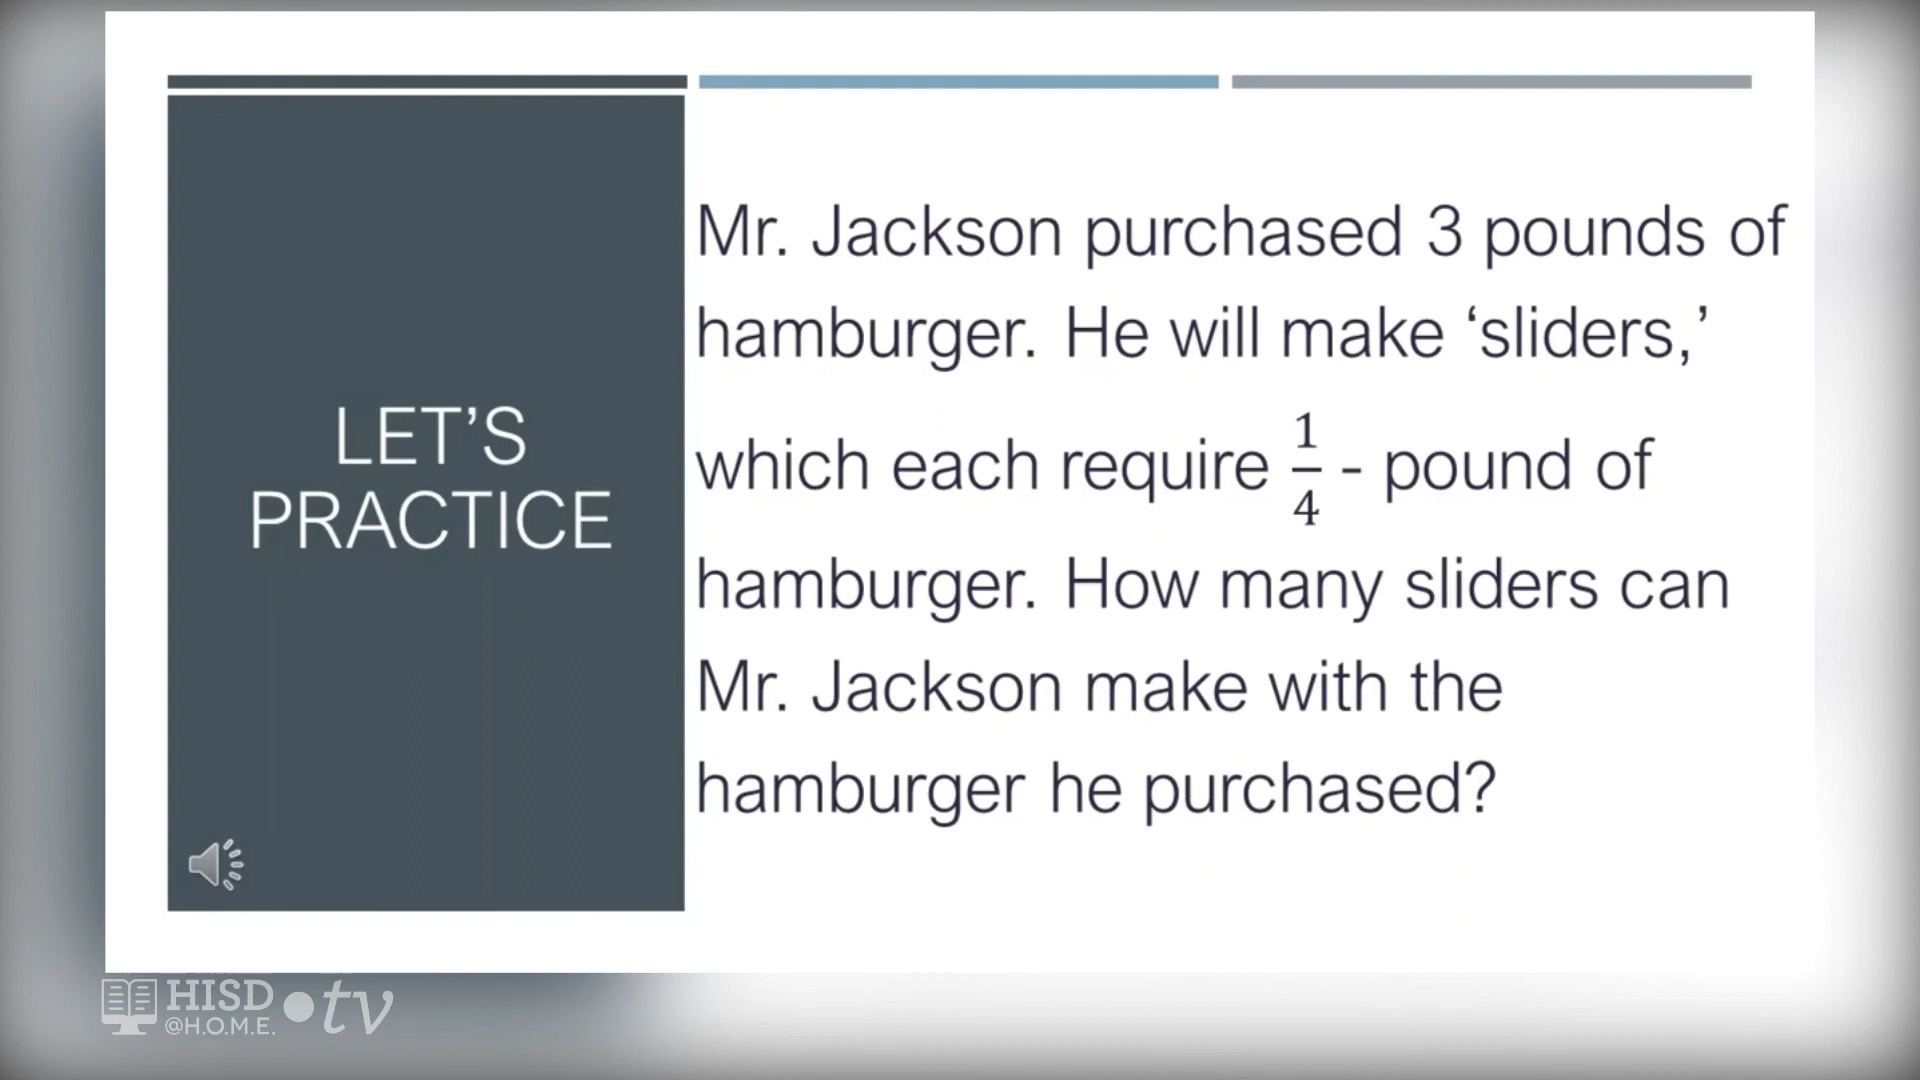 LET’S
PRACTICE
Mr. Jackson purchased 3 pounds of
hamburger. He will make ‘sliders,’
which each require 1/4 - pound of
hamburger. How many sliders can
Mr. Jackson make with the
hamburger he purchased?
HISD
@H.O.M.E.
•tv